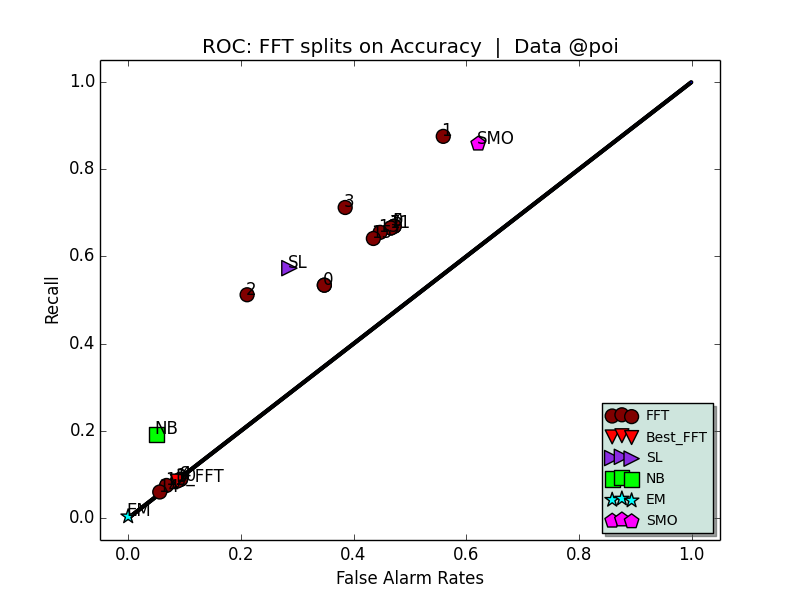 ROC: FFT splits on Accuracy | Data @poi
1.0
0.8
0.6
0.4
0.2
0.0
Recall
1
SMO
3
SL
0
2
NB
EM
0.0
0.2
0.4
0.6
0.8
1.0
False Alarm Rates
FFT
Best_FFT
SL
NB
EM
SMO